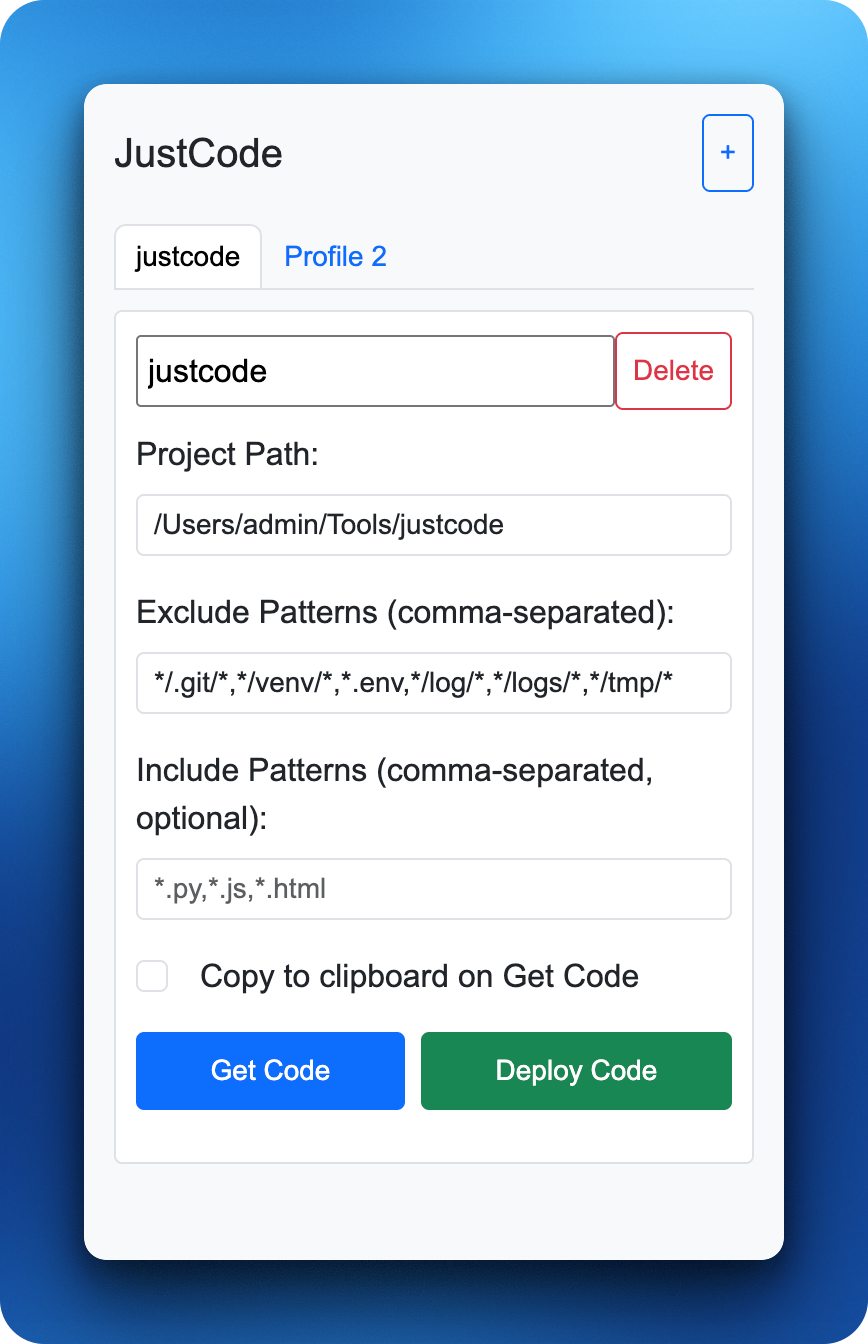 JustCode
+
justcode
Profile 2
justcode
Delete
Project Path:
/Users/admin/Tools/justcode
Exclude Patterns (comma-separated):
*/.git/*,*/venv/*,*.env,*/log/*,*/logs/*,*/tmp/*
Include Patterns (comma-separated,
optional):
*.py,*.js,*.html
Copy to clipboard on Get Code
Get Code
Deploy Code